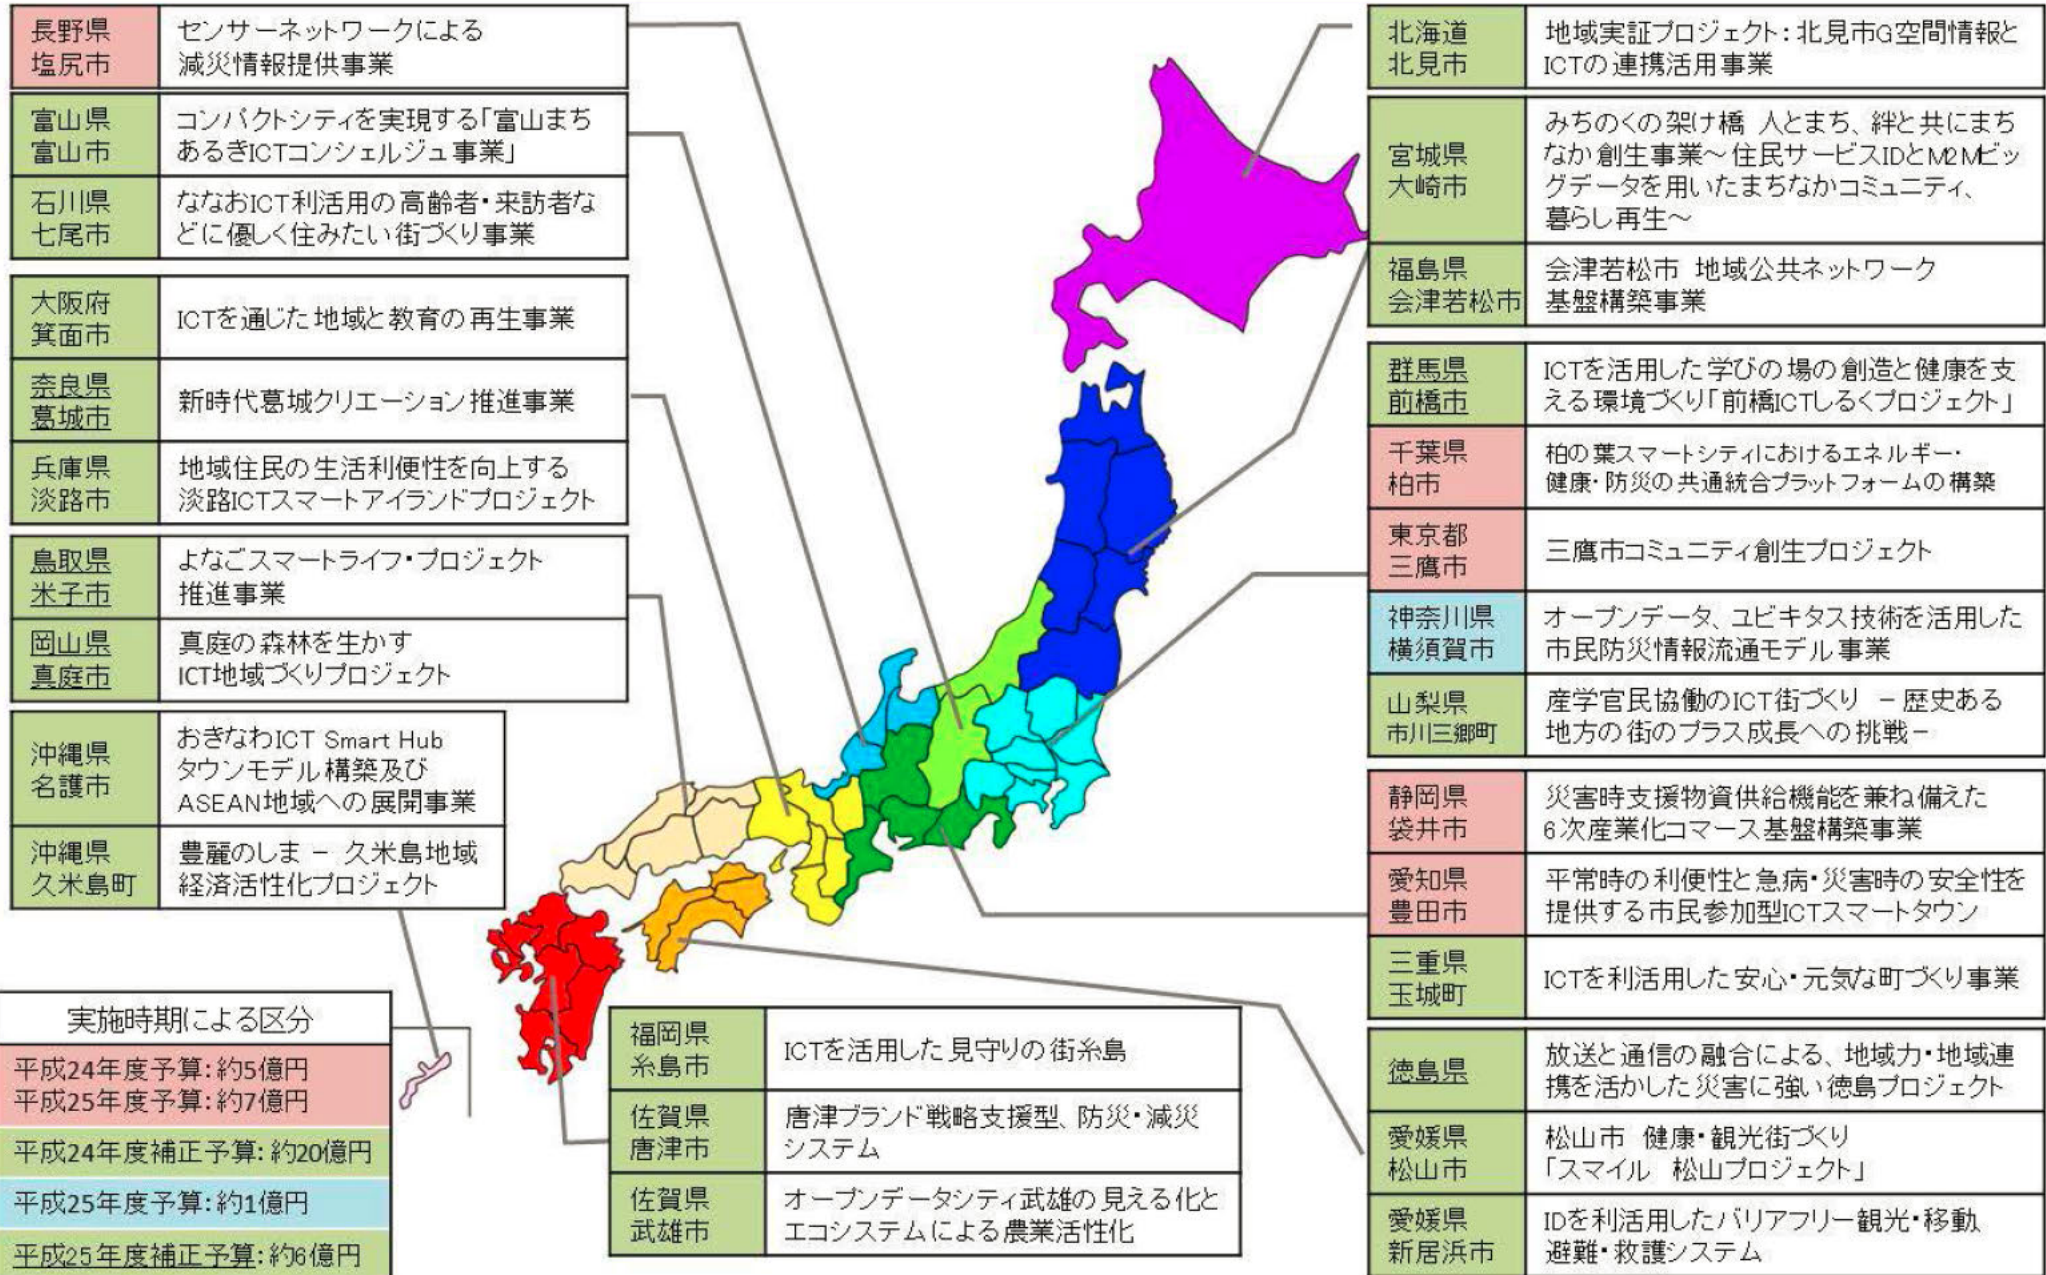 長野県
塩尻市
センサーネットワークによる
減災情報提供事業
富山県
富山市
コンパクトシティを実現する「富山まち
あるきICTコンシェルジュ事業」
石川県
七尾市
ななおICT利活用の高齢者・来訪者な
どに優しく住みたい街づくり事業
大阪府
箕面市
ICTを通じた地域と教育の再生事業
奈良県
葛城市
新時代葛城クリエーション推進事業
兵庫県
淡路市
地域住民の生活利便性を向上する
淡路ICTスマートアイランドプロジェクト
鳥取県
米子市
よなごスマートライフ・プロジェクト
推進事業
岡山県
真庭市
真庭の森林を生かす
ICT地域づくりプロジェクト
沖縄県
名護市
おきなわICT Smart Hub
タウンモデル構築及び
ASEAN地域への展開事業
沖縄県
久米島町
豊麗のしま － 久米島地域
経済活性化プロジェクト
実施時期による区分
平成24年度予算:約5億円
平成25年度予算:約7億円
平成24年度補正予算:約20億円
平成25年度予算:約1億円
平成25年度補正予算:約6億円
福岡県
糸島市
ICTを活用した見守りの街糸島
佐賀県
唐津市
唐津ブランド戦略支援型、防災・減災
システム
佐賀県
武雄市
オープンデータシティ武雄の見える化と
エコシステムによる農業活性化
北海道
北見市
地域実証プロジェクト:北見市G空間情報と
ICTの連携活用事業
宮城県
大崎市
みちのくの架け橋 人とまち、絆と共にまち
なか創生事業～住民サービスIDとM2Mビッ
グデータを用いたまちなかコミュニティ、
暮らし再生～
福島県
会津若松市
会津若松市 地域公共ネットワーク
基盤構築事業
群馬県
前橋市
ICTを活用した学びの場の創造と健康を支
える環境づくり「前橋ICTしるくプロジェクト」
千葉県
柏市
柏の葉スマートシティにおけるエネルギー・
健康・防災の共通統合プラットフォームの構築
東京都
三鷹市
三鷹市コミュニティ創生プロジェクト
神奈川県
横須賀市
オープンデータ、ユビキタス技術を活用した
市民防災情報流通モデル事業
山梨県
市川三郷町
産学官民協働のICT街づくり －歴史ある
地方の街のプラス成長への挑戦－
静岡県
袋井市
災害時支援物資供給機能を兼ね備えた
6次産業化コマース基盤構築事業
愛知県
豊田市
平常時の利便性と急病・災害時の安全性を
提供する市民参加型ICTスマートタウン
三重県
玉城町
ICTを利活用した安心・元気な町づくり事業
徳島県
放送と通信の融合による、地域力・地域連
携を活かした災害に強い徳島プロジェクト
愛媛県
松山市
松山市 健康・観光街づくり
「スマイル 松山プロジェクト」
愛媛県
新居浜市
IDを利活用したバリアフリー観光・移動、
避難・救護システム